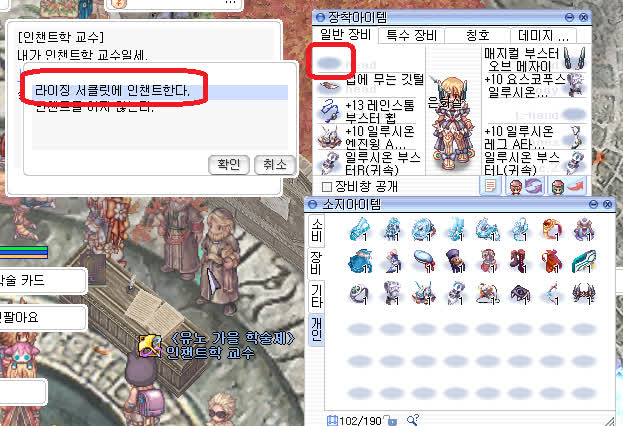 [인챈트학 교수]
내가 인챈트학 교수일세.
라이징 서클릿에 인챈트한다.
인챈트를 하지 않는다.
확인
취소
장착아이템
일반 장비
특수 장비
칭호
데미지 ...
head
입에 무는 깃털
+13 레인스톰
부스터 휩
+10 일루시온
엔진윙 A...
일루시온 부스
터R(귀속)
은화설
매지컬 부스터
오브 메자이
+10 요스코푸스
일루시온...
+10 일루시온
레그 A타...
일루시온 부스
터L(귀속)
장비창 공개
소지아이템
소비
장비
기타
개인
102/190
학술 카드
팔아요
<유노 가을 학술제>
인챈트학 교수